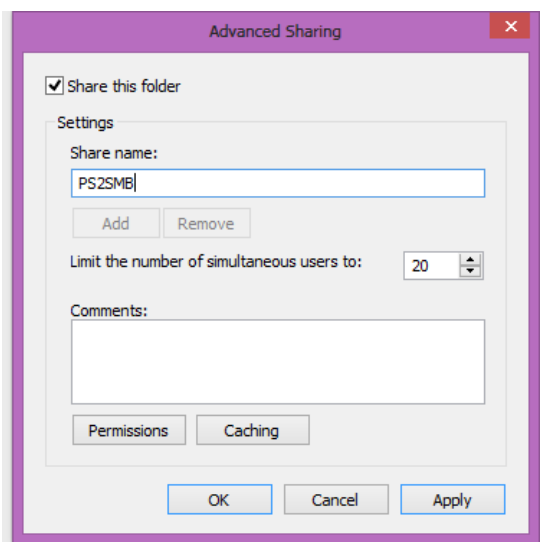 Advanced Sharing
Share this folder
Settings
Share name:
PS2SMB
Add Remove
Limit the number of simultaneous users to: 20
Comments:
Permissions Caching
OK Cancel Apply